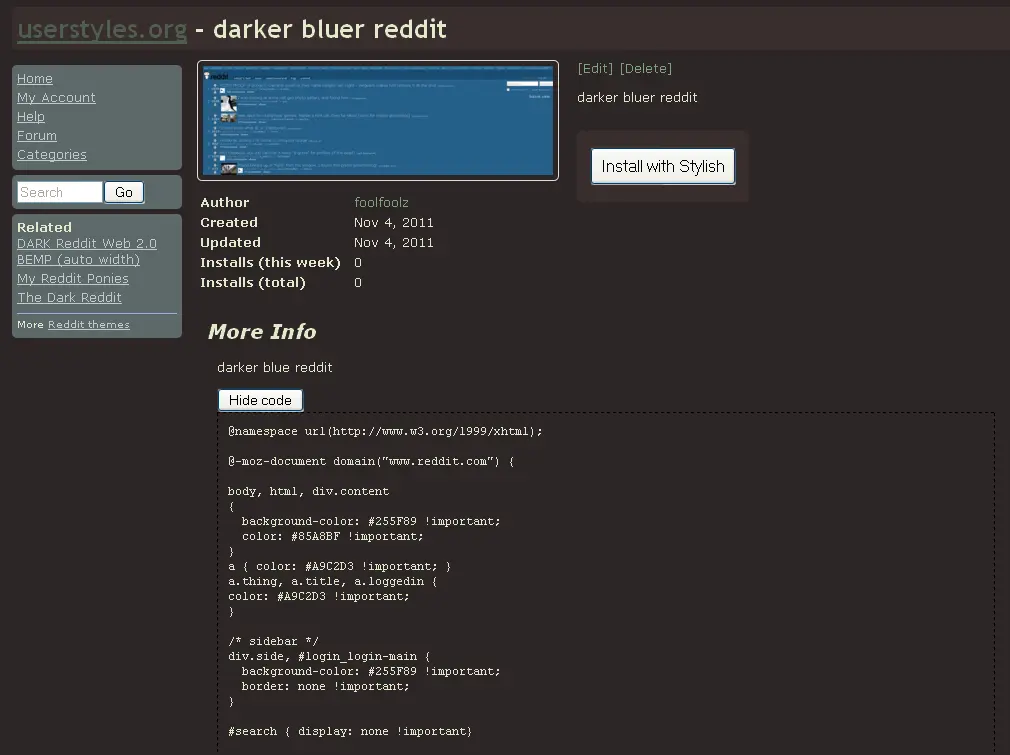 userstyles.org - darker bluer reddit
Home
My Account
Help
Forum
Categories
Search Go
Related
DARK Reddit Web 2.0
BEMP (auto width)
My Reddit Ponies
The Dark Reddit
More Reddit themes
reddit
Author foolfoolz
Created Nov 4, 2011
Updated Nov 4, 2011
Installs (this week) 0
Installs (total) 0
[Edit] [Delete]
darker bluer reddit
Install with Stylish
More Info
darker blue reddit
Hide code
@namespace url(http://www.w3.org/1999/xhtml);
@-moz-document domain("www.reddit.com") {
body, html, div.content
{
background-color: #255F89 !important;
color: #85A8BF !important;
}
a { color: #A9C2D3 !important; }
a.thing, a.title, a.loggedin {
color: #A9C2D3 !important;
}
/* sidebar */
div.side, #login_login-main {
background-color: #255F89 !important;
border: none !important;
}
#search { display: none !important}